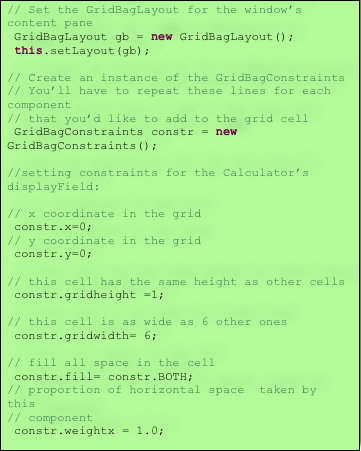 // Set the GridBagLayout for the window’s
content pane
GridBagLayout gb = new GridBagLayout();
this.setLayout(gb);
// Create an instance of the GridBagConstraints
// You’ll have to repeat these lines for each
component
// that you’d like to add to the grid cell
GridBagConstraints constr = new
GridBagConstraints();
//setting constraints for the Calculator’s
displayField:
// x coordinate in the grid
constr.x=0;
// y coordinate in the grid
constr.y=0;
// this cell has the same height as other cells
constr.gridheight =1;
// this cell is as wide as 6 other ones
constr.gridwidth= 6;
// fill all space in the cell
constr.fill= constr.BOTH;
// proportion of horizontal space taken by
this
// component
constr.weightx = 1.0;